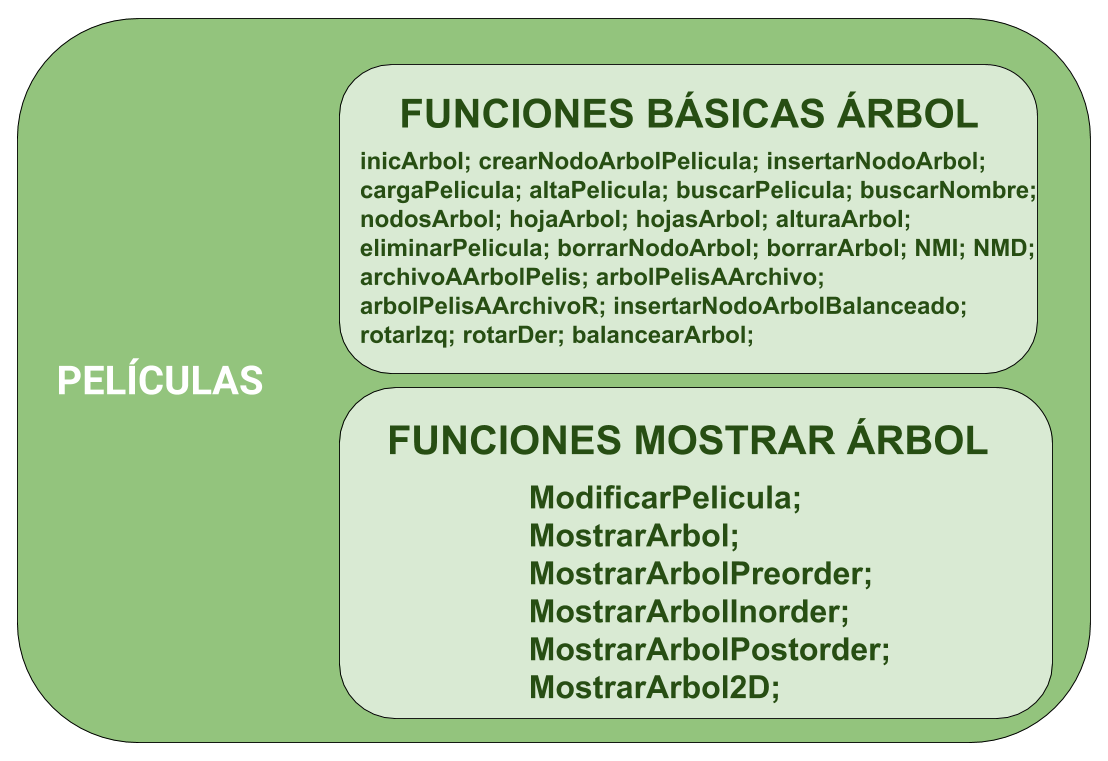 PELÍCULAS
FUNCIONES BÁSICAS ÁRBOL
inicArbol; crearNodoArbolPelicula; insertarNodoArbol;
cargaPelicula; altaPelicula; buscarPelicula; buscarNombre;
nodosArbol; hojaArbol; hojasArbol; alturaArbol;
eliminarPelicula; borrarNodoArbol; borrarArbol; NMI; NMD;
archivoAArbolPelis; arbolPelisAArchivo;
arbolPelisAArchivoR; insertarNodoArbolBalanceado;
rotarIzq; rotarDer; balancearArbol;
FUNCIONES MOSTRAR ÁRBOL
ModificarPelicula;
MostrarArbol;
MostrarArbolPreorder;
MostrarArbolInorder;
MostrarArbolPostorder;
MostrarArbol2D;